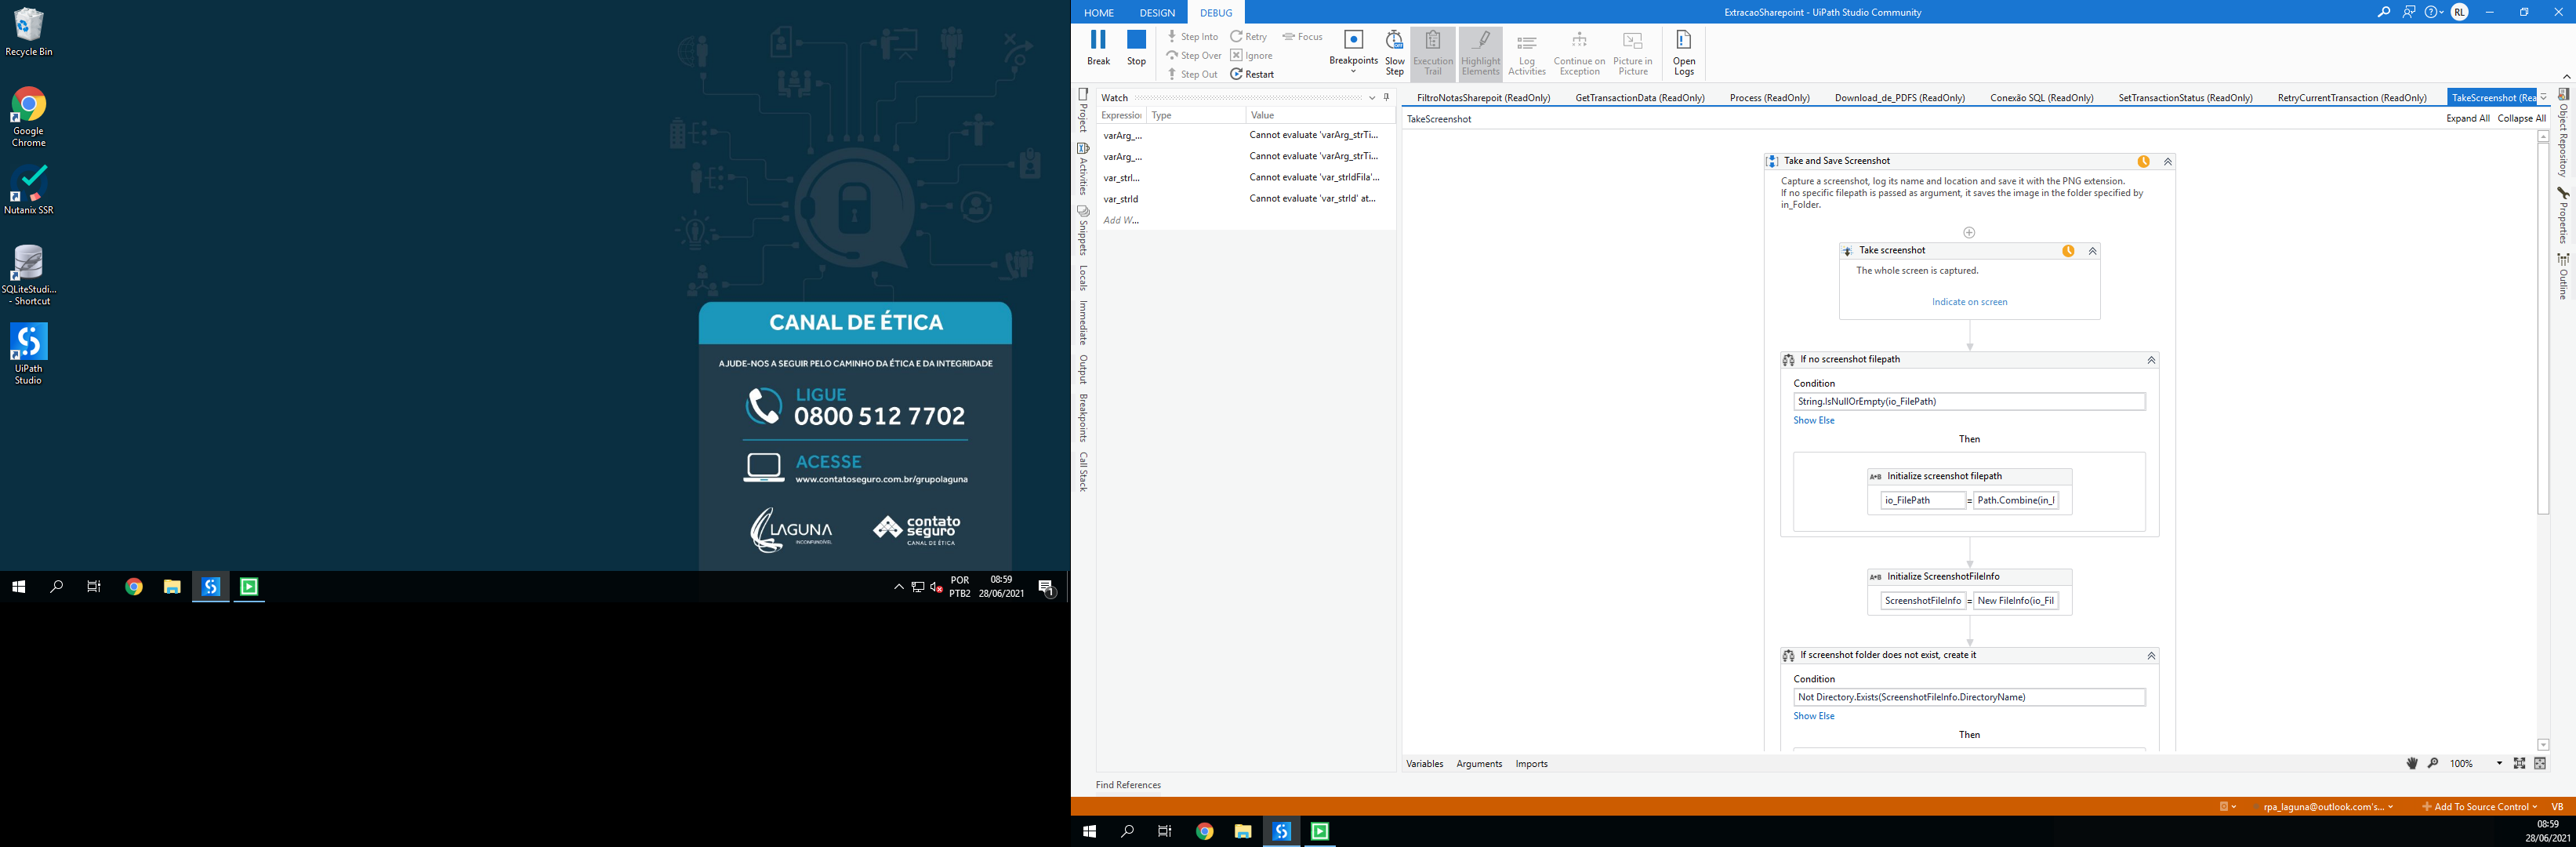 Recycle Bin
Google
Chrome
Nutanix SSR
SQLiteStudi...
- Shortcut
UiPath
Studio
CANAL DE ÉTICA
AJUDE-NOS A SEGUIR PELO CAMINHO DA ÉTICA E DA INTEGRIDADE
LIGUE
0800 512 7702
ACESSE
www.contatoseguro.com.br/grupolaguna
LAGUNA
INCONFUNDÍVEL
contato
seguro
CANAL DE ÉTICA
POR
PTB2
08:59
28/06/2021
1
HOME DESIGN DEBUG
ExtracaoSharepoint - UiPath Studio Community
RL
Break
Stop
Step Into
Step Over
Step Out
Retry
Ignore
Restart
Focus
Breakpoints
Slow
Step
Execution
Trail
Highlight
Elements
Log
Activities
Continue on
Exception
Picture in
Picture
Open
Logs
Project
Activities
Snippets
Locals
Immediate
Output
Breakpoints
Call Stack
Watch
Expression Type Value
varArg_... Cannot evaluate 'varArg_strTi...
varArg_... Cannot evaluate 'varArg_strTi...
var_strI... Cannot evaluate 'var_strIdFila'...
var_strId Cannot evaluate 'var_strId' at...
Add W...
Find References
FiltroNotasSharepoit (ReadOnly) GetTransactionData (ReadOnly) Process (ReadOnly) Download_de_PDFS (ReadOnly) Conexão SQL (ReadOnly) SetTransactionStatus (ReadOnly) RetryCurrentTransaction (ReadOnly) TakeScreenshot (Rea
TakeScreenshot
Expand All Collapse All
Take and Save Screenshot
Capture a screenshot, log its name and location and save it with the PNG extension.
If no specific filepath is passed as argument, it saves the image in the folder specified by
in_Folder.
Take screenshot
The whole screen is captured.
Indicate on screen
If no screenshot filepath
Condition
String.IsNullOrEmpty(io_FilePath)
Show Else
Then
Initialize screenshot filepath
A+B
io_FilePath = Path.Combine(in_l
Initialize ScreenshotFileInfo
A+B
ScreenshotFileInfo = New FileInfo(io_Fil
If screenshot folder does not exist, create it
Condition
Not Directory.Exists(ScreenshotFileInfo.DirectoryName)
Show Else
Then
Variables Arguments Imports
100%
Object Repository
Properties
Outline
rpa_laguna@outlook.com's...
Add To Source Control
VB
08:59
28/06/2021